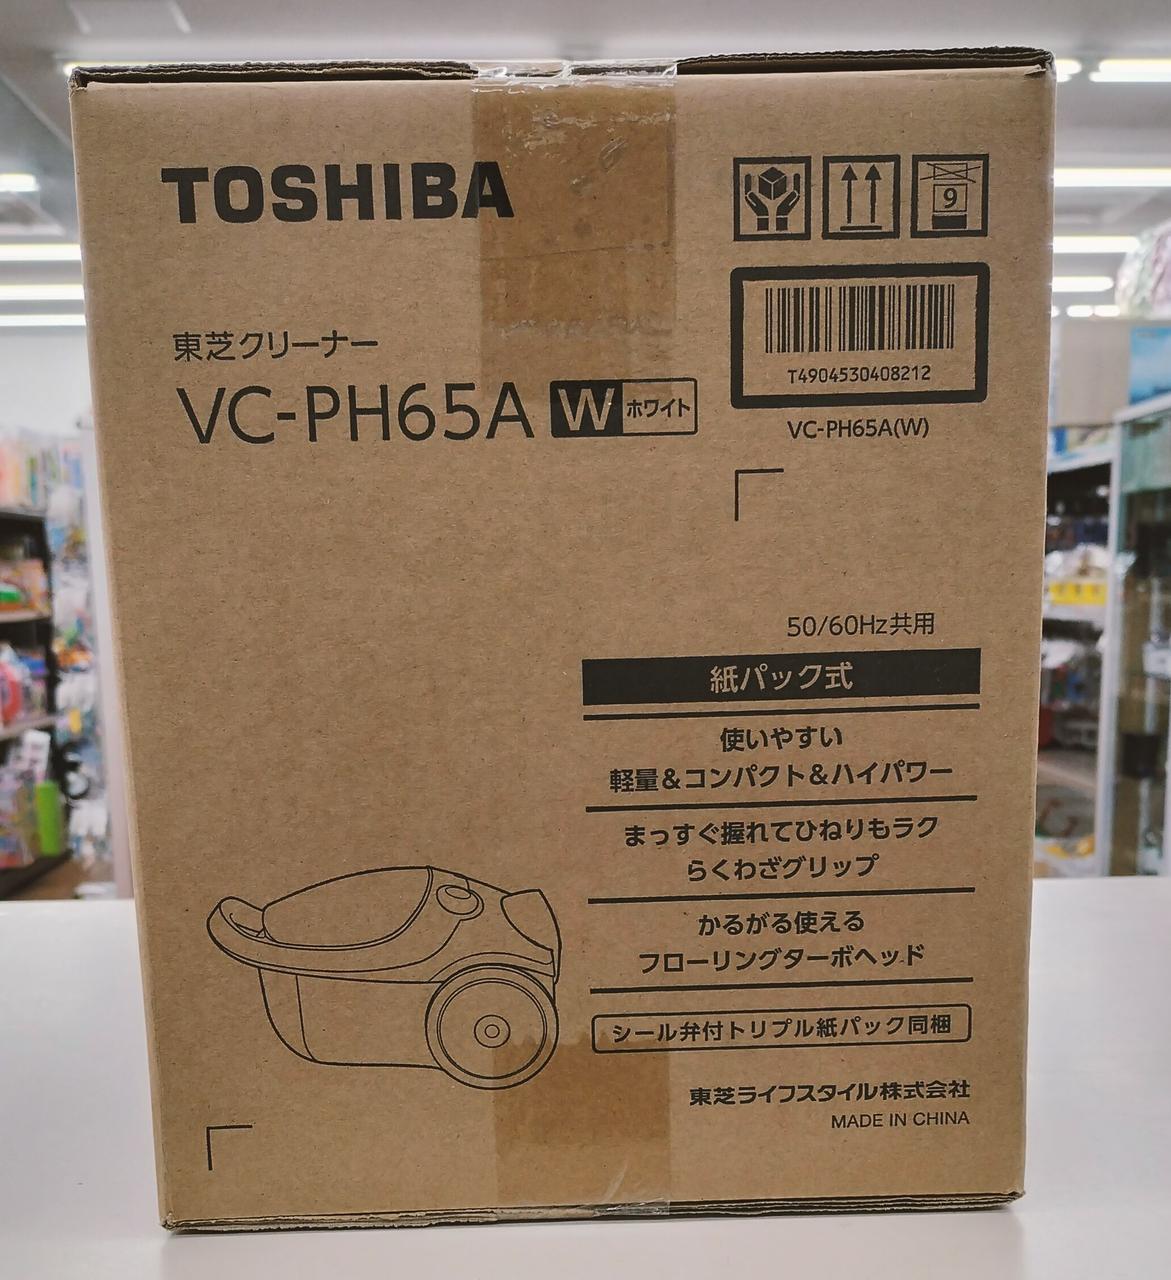 TOSHIBA
9
東芝クリーナー
VC-PH65A W ホワイト
T4904530408212
VC-PH65A(W)
50/60Hz共用
紙パック式
使いやすい
軽量&コンパクト&ハイパワー
まっすぐ握れてひねりもラク
らくわざグリップ
かるがる使える
フローリングターボヘッド
シール弁付トリプル紙パック同梱
東芝ライフスタイル株式会社
MADE IN CHINA